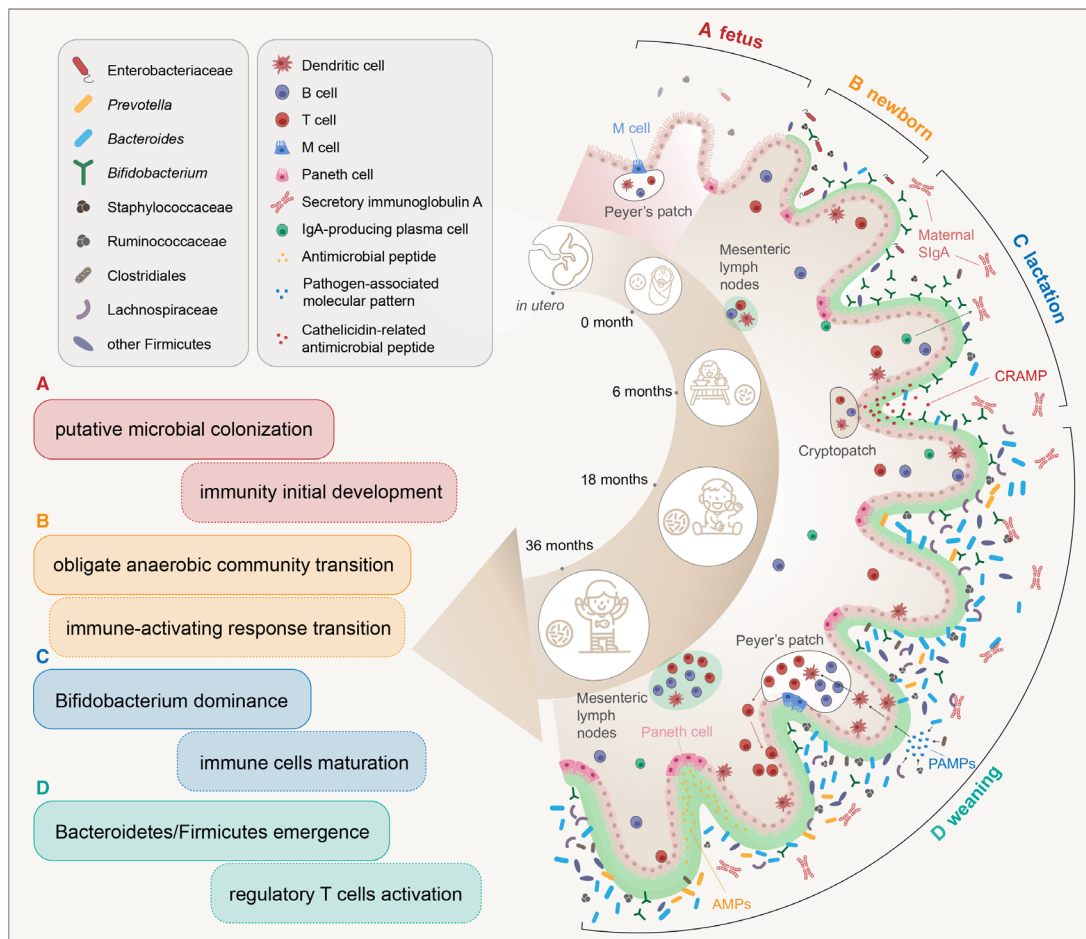 Enterobacteriaceae
Prevotella
Bacteroides
Bifidobacterium
Staphylococcaceae
Ruminococcaceae
Clostridiales
Lachnospiraceae
other Firmicutes
Dendritic cell
B cell
T cell
M cell
Paneth cell
Secretory immunoglobulin A
IgA-producing plasma cell
Antimicrobial peptide
Pathogen-associated
molecular pattern
Cathelicidin-related
antimicrobial peptide
A
putative microbial colonization
immunity initial development
B
obligate anaerobic community transition
immune-activating response transition
C
Bifidobacterium dominance
immune cells maturation
D
Bacteroidetes/Firmicutes emergence
regulatory T cells activation
A fetus
B newborn
C lactation
D weaning
M cell
Peyer's patch
in utero
0 month
6 months
18 months
36 months
Mesenteric
lymph
nodes
Maternal
SIgA
CRAMP
Cryptopatch
Peyer's patch
Mesenteric
lymph
nodes
Paneth cell
PAMPs
AMPs